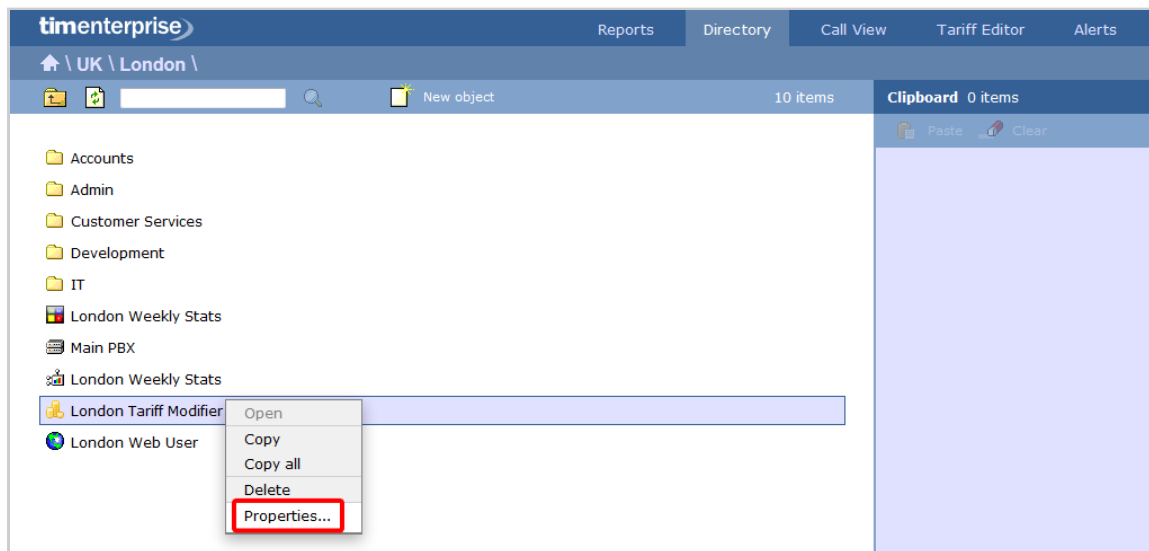 timenterprise
Reports Directory Call View Tariff Editor Alerts
\ UK \ London \
New object 10 items Clipboard 0 items
Paste Clear
Accounts
Admin
Customer Services
Development
IT
London Weekly Stats
Main PBX
London Weekly Stats
London Tariff Modifier
Open
Copy
London Web User
Copy all
Delete
Properties...